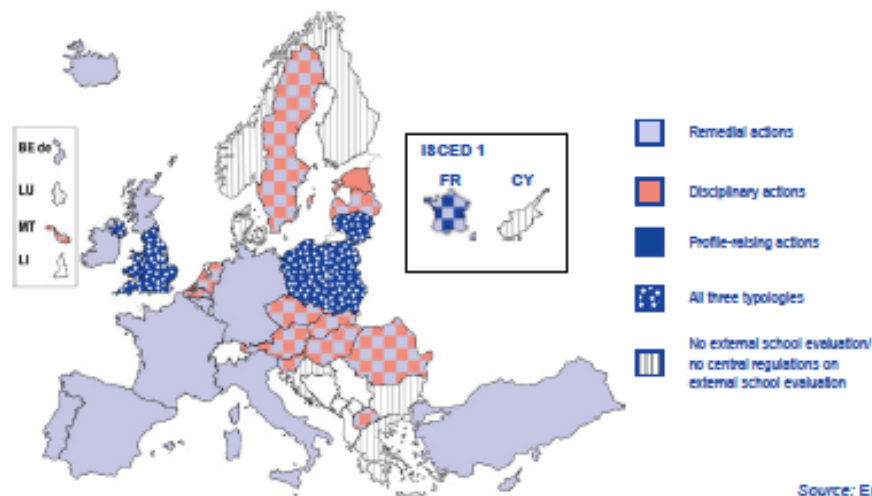 BE de
LU
MT
LI
ISCED 1
FR CY
Remedial actions
Disciplinary actions
Profile-raising actions
All three typologies
No external school evaluation/
no central regulations on
external school evaluation
Source: